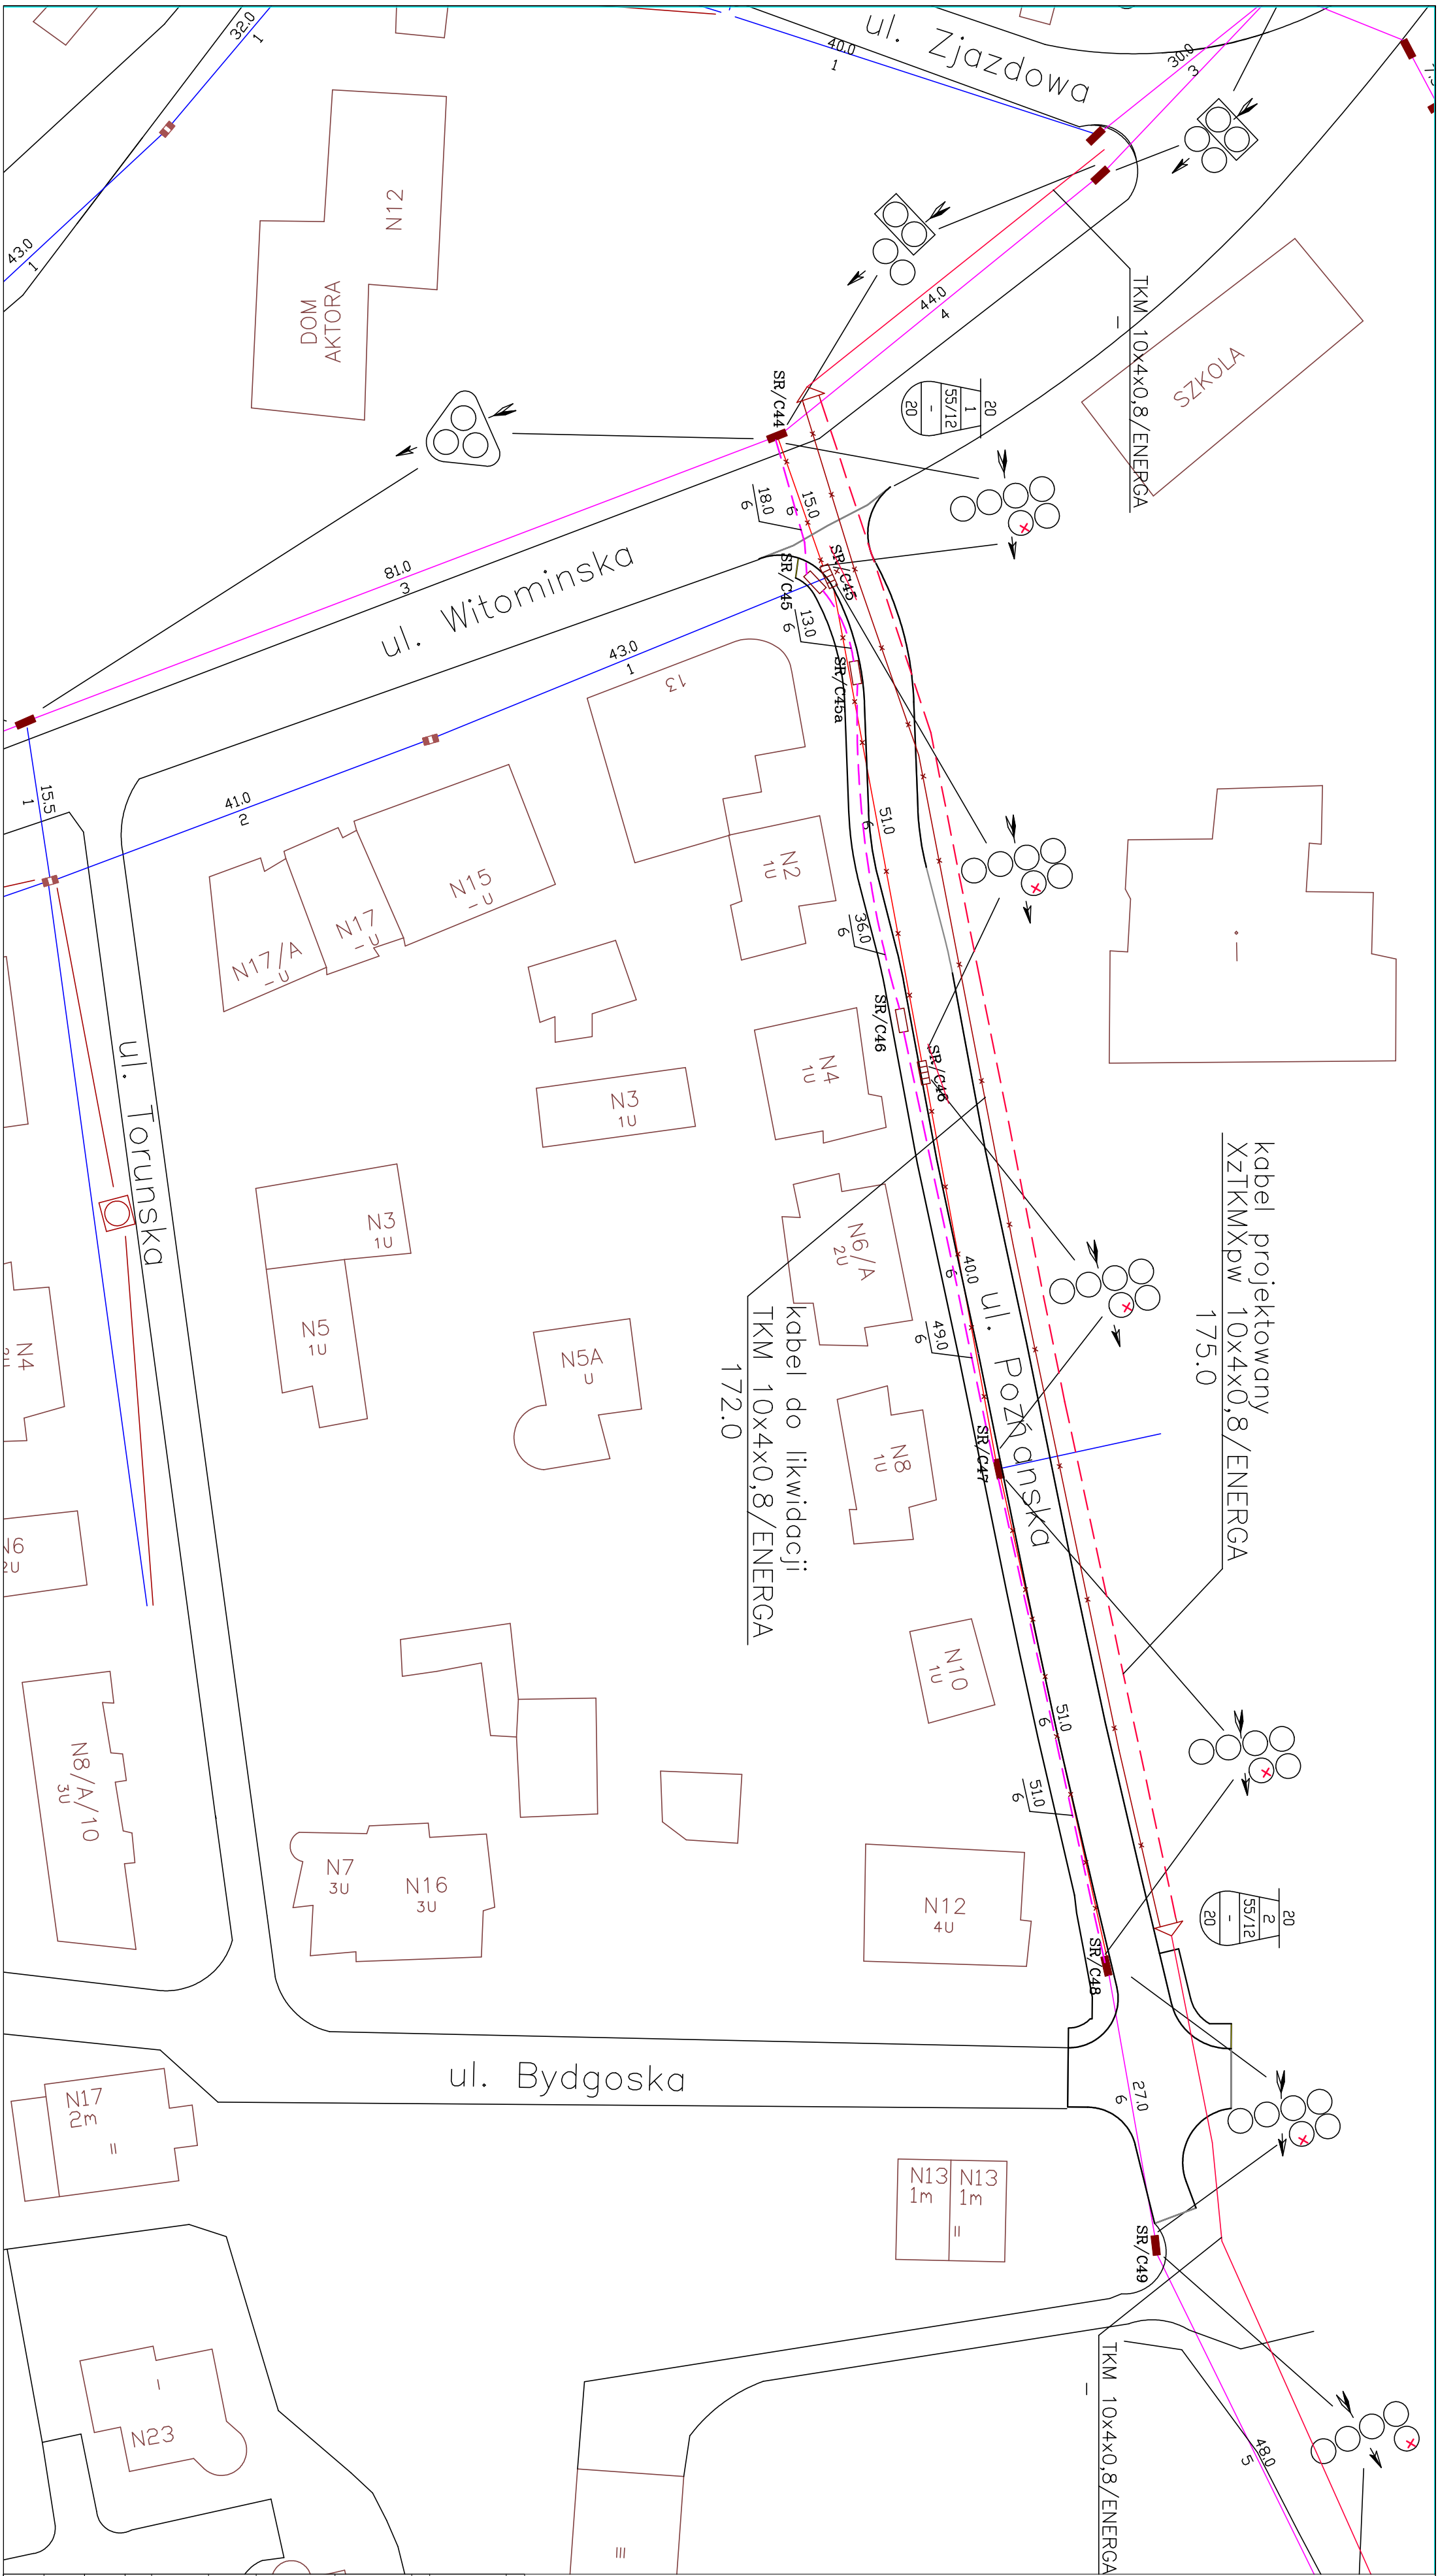 ul. Zjazdowa
32.0
1
40.0
1
30.0
3
43.0
1
N12
DOM
AKTORA
44.0
4
TKM 10x4x0,8/ENERGA
-
SZKOLA
SR/C44
20
1
55/12
-
20
18.0
6
15.0
6
SR/C45
SR/C45
13.0
6
SR/C45a
81.0
3
ul. Witominska
43.0
1
13
15.5
1
41.0
2
51.0
6
N2
1U
N15
-U
N17
-U
N17/A
-U
36.0
6
SR/C46
SR/C46
N4
1U
N3
1U
ul. Torunska
kabel projektowany
XzTKMXpw 10x4x0,8/ENERGA
175.0
N3
1U
N6/A
2U
40.0
6
49.0
6
ul. Poznanska
kabel do likwidacji
TKM 10x4x0,8/ENERGA
172.0
N5
1U
N5A
U
N4
2U
N8
1U
SR/C47
N6
2U
N10
1U
51.0
6
51.0
6
N8/A/10
3U
N7
3U
N16
3U
N12
4U
20
2
55/12
-
20
SR/C48
ul. Bydgoska
27.0
6
N17
2m
II
N13
1m
N13
1m
II
SR/C49
TKM 10x4x0,8/ENERGA
-
48.0
5
I
N23
III